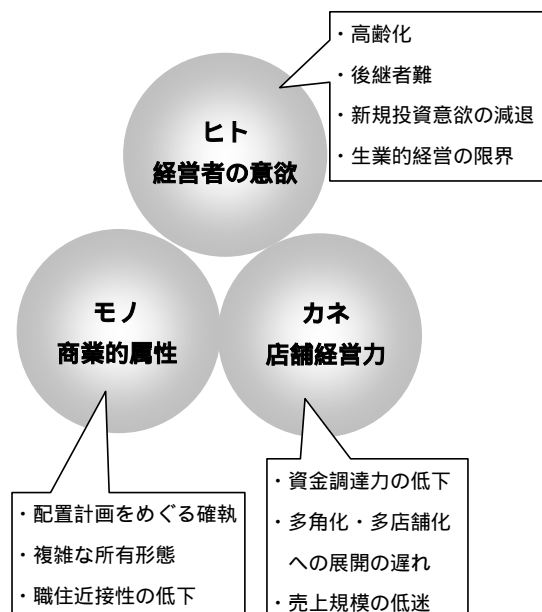 ・高齢化
・後継者難
・新規投資意欲の減退
・生業的経営の限界
ヒト
経営者の意欲
モノ
商業的属性
カネ
店舗経営力
・配置計画をめぐる確執
・複雑な所有形態
・職住近接性の低下
・資金調達力の低下
・多角化・多店舗化
への展開の遅れ
・売上規模の低迷